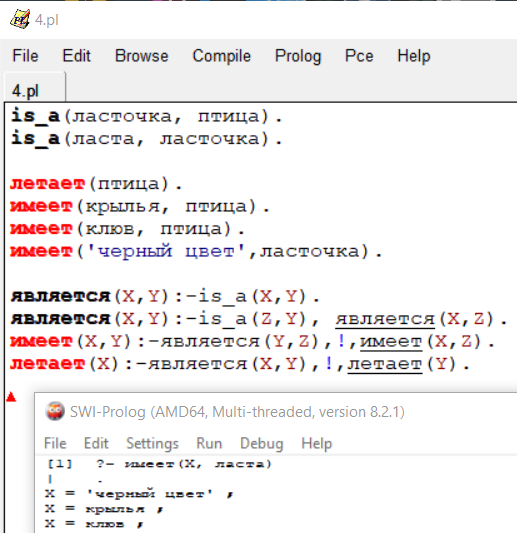 4.pl
File Edit Browse Compile Prolog Pce Help
4.pl
is_a(ласточка, птица).
is_a(ласта, ласточка).
летает(птица).
имеет(крылья, птица).
имеет(клюв, птица).
имеет('черный цвет',ласточка).
является(X,Y):-is_a(X,Y).
является(X,Y):-is_a(Z,Y), является(X,Z).
имеет(X,Y):-является(Y,Z),!,имеет(X,Z).
летает(X):-является(X,Y),!,летает(Y).
SWI-Prolog (AMD64, Multi-threaded, version 8.2.1)
File Edit Settings Run Debug Help
[1] ?- имеет(X, ласта)
| .
X = 'черный цвет' ;
X = крылья ;
X = клюв ;